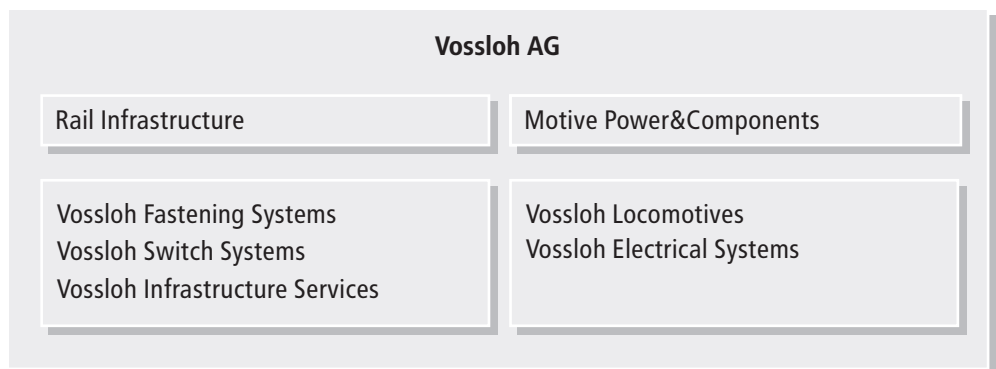 Vossloh AG
Rail Infrastructure
Motive Power&Components
Vossloh Fastening Systems
Vossloh Switch Systems
Vossloh Infrastructure Services
Vossloh Locomotives
Vossloh Electrical Systems